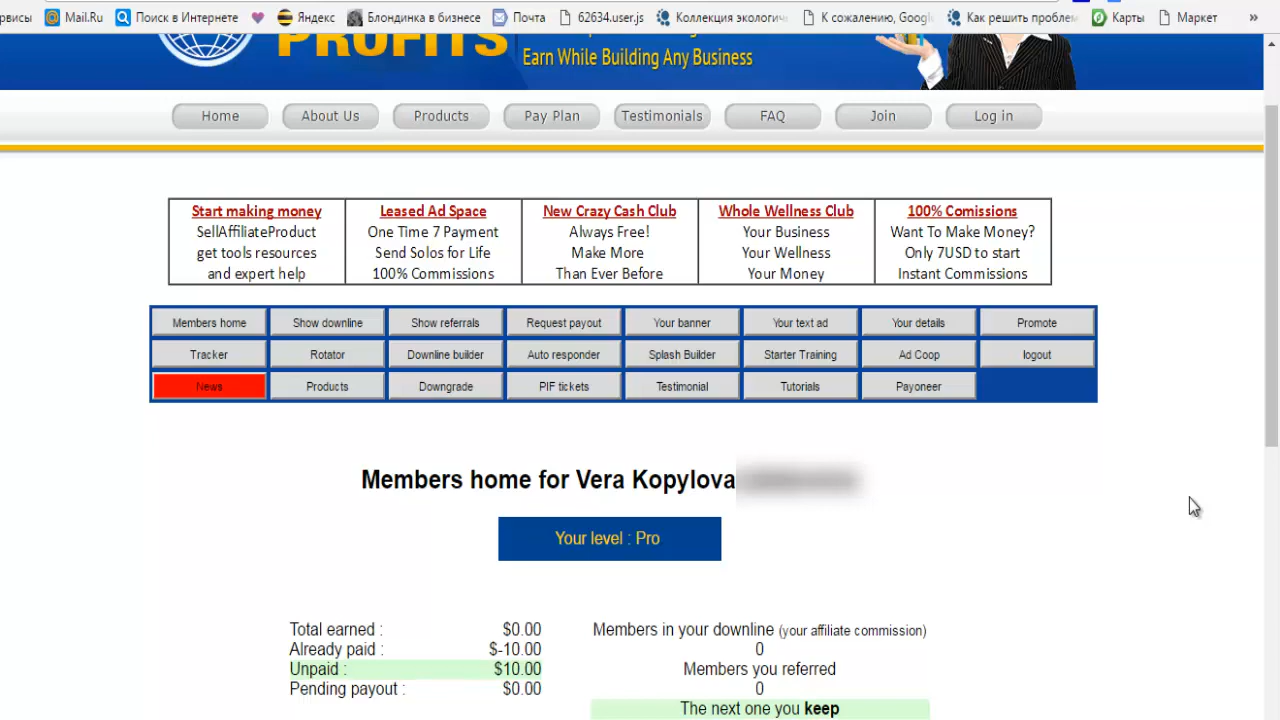 рвисы Mail.Ru Поиск в Интернете Яндекс Блондинка в бизнесе Почта 62634.user.js Коллекция экологич К сожалению, Google Как решить проблем Карты Маркет »
PROFITS
Earn While Building Any Business
Home About Us Products Pay Plan Testimonials FAQ Join Log in
Start making money Leased Ad Space New Crazy Cash Club Whole Wellness Club 100% Comissions
SellAffiliateProduct One Time 7 Payment Always Free! Your Business Want To Make Money?
get tools resources Send Solos for Life Make More Your Wellness Only 7USD to start
and expert help 100% Commissions Than Ever Before Your Money Instant Commissions
Members home Show downline Show referrals Request payout Your banner Your text ad Your details Promote
Tracker Rotator Downline builder Auto responder Splash Builder Starter Training Ad Coop logout
News Products Downgrade PIF tickets Testimonial Tutorials Payoneer
Members home for Vera Kopylova
Your level : Pro
Total earned : $0.00 Members in your downline (your affiliate commission)
Already paid : $-10.00 0
Unpaid : $10.00 Members you referred
Pending payout : $0.00 0
The next one you keep